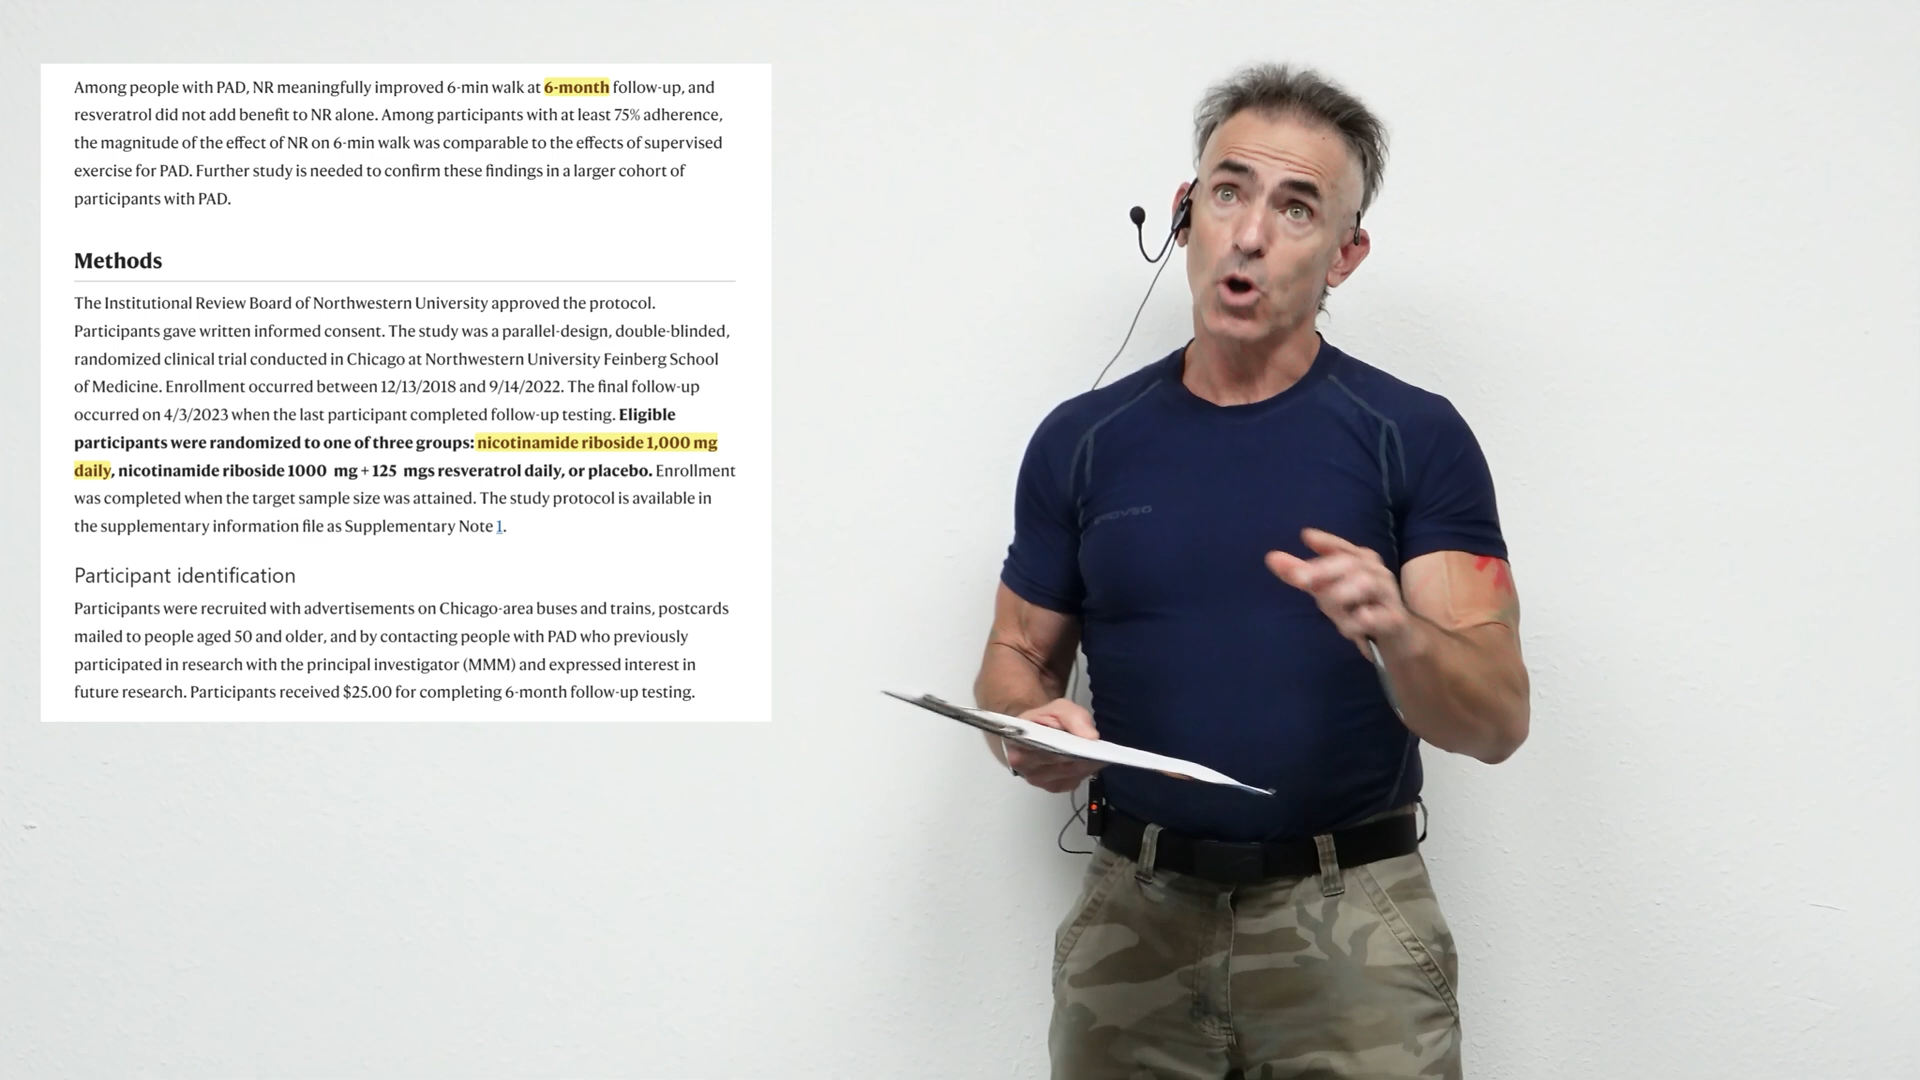 Among people with PAD, NR meaningfully improved 6-min walk at 6-month follow-up, and
resveratrol did not add benefit to NR alone. Among participants with at least 75% adherence,
the magnitude of the effect of NR on 6-min walk was comparable to the effects of supervised
exercise for PAD. Further study is needed to confirm these findings in a larger cohort of
participants with PAD.
Methods
The Institutional Review Board of Northwestern University approved the protocol.
Participants gave written informed consent. The study was a parallel-design, double-blinded,
randomized clinical trial conducted in Chicago at Northwestern University Feinberg School
of Medicine. Enrollment occurred between 12/13/2018 and 9/14/2022. The final follow-up
occurred on 4/3/2023 when the last participant completed follow-up testing. Eligible
participants were randomized to one of three groups: nicotinamide riboside 1,000 mg
daily, nicotinamide riboside 1000 mg + 125 mgs resveratrol daily, or placebo. Enrollment
was completed when the target sample size was attained. The study protocol is available in
the supplementary information file as Supplementary Note 1.
Participant identification
Participants were recruited with advertisements on Chicago-area buses and trains, postcards
mailed to people aged 50 and older, and by contacting people with PAD who previously
participated in research with the principal investigator (MMM) and expressed interest in
future research. Participants received $25.00 for completing 6-month follow-up testing.